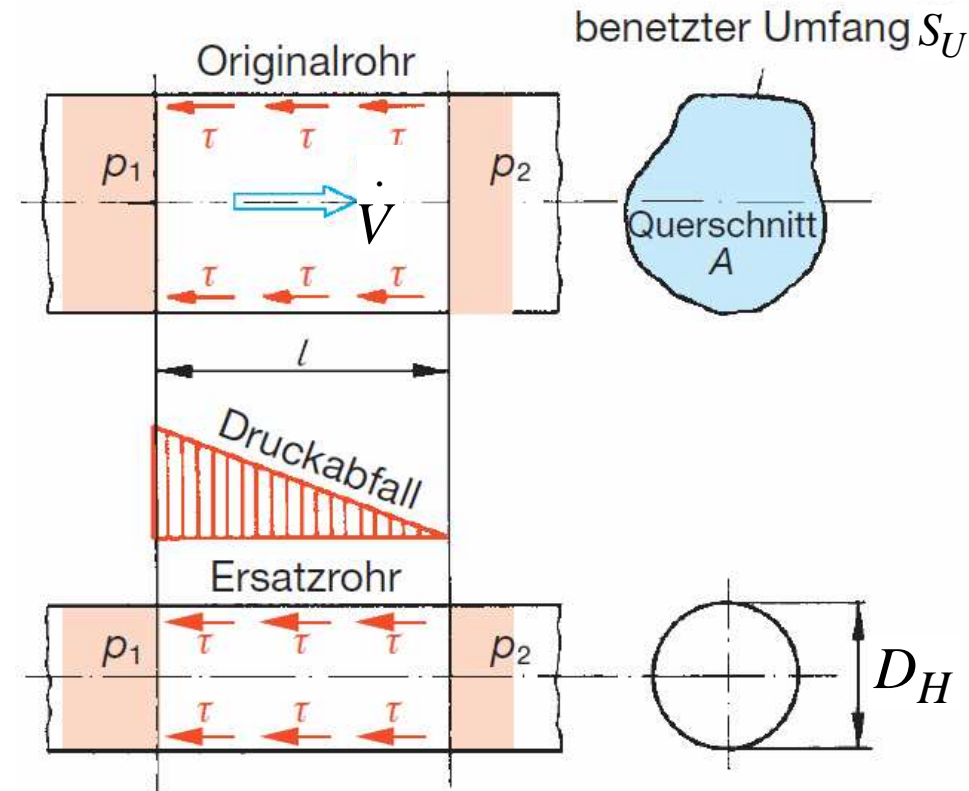 benetzter Umfang S_U
Originalrohr
τ τ τ
p₁ p₂
V̇
Querschnitt
A
τ τ τ
l
Druckabfall
Ersatzrohr
τ τ τ
p₁ p₂
D_H
τ τ τ